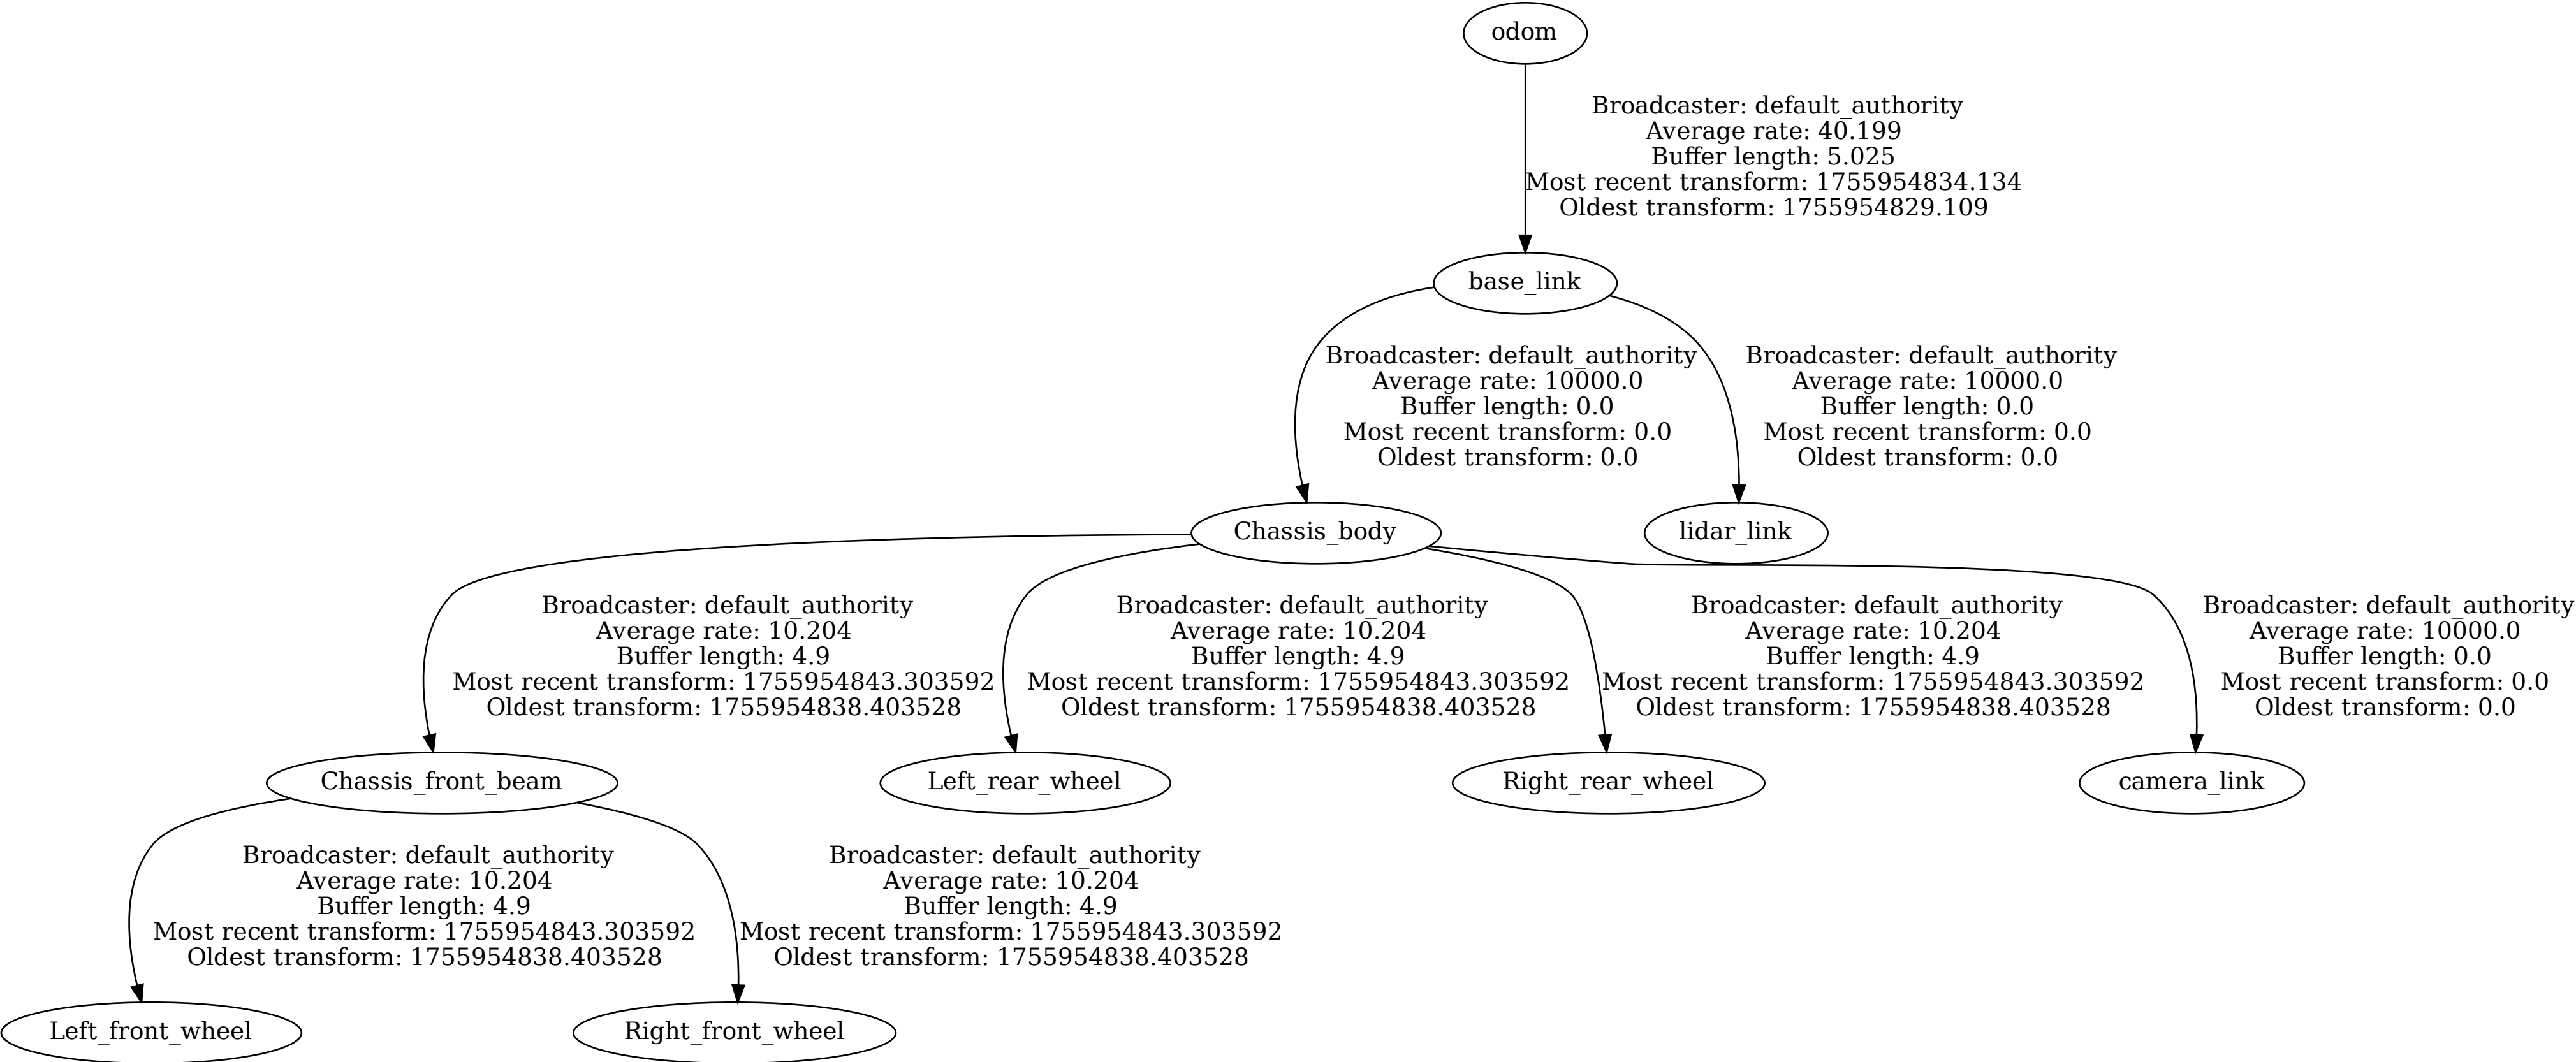 odom
Broadcaster: default_authority
Average rate: 40.199
Buffer length: 5.025
Most recent transform: 1755954834.134
Oldest transform: 1755954829.109
base_link
Broadcaster: default_authority
Average rate: 10000.0
Buffer length: 0.0
Most recent transform: 0.0
Oldest transform: 0.0
Broadcaster: default_authority
Average rate: 10000.0
Buffer length: 0.0
Most recent transform: 0.0
Oldest transform: 0.0
Chassis_body
lidar_link
Broadcaster: default_authority
Average rate: 10.204
Buffer length: 4.9
Most recent transform: 1755954843.303592
Oldest transform: 1755954838.403528
Broadcaster: default_authority
Average rate: 10.204
Buffer length: 4.9
Most recent transform: 1755954843.303592
Oldest transform: 1755954838.403528
Broadcaster: default_authority
Average rate: 10.204
Buffer length: 4.9
Most recent transform: 1755954843.303592
Oldest transform: 1755954838.403528
Broadcaster: default_authority
Average rate: 10000.0
Buffer length: 0.0
Most recent transform: 0.0
Oldest transform: 0.0
Chassis_front_beam
Left_rear_wheel
Right_rear_wheel
camera_link
Broadcaster: default_authority
Average rate: 10.204
Buffer length: 4.9
Most recent transform: 1755954843.303592
Oldest transform: 1755954838.403528
Broadcaster: default_authority
Average rate: 10.204
Buffer length: 4.9
Most recent transform: 1755954843.303592
Oldest transform: 1755954838.403528
Left_front_wheel
Right_front_wheel